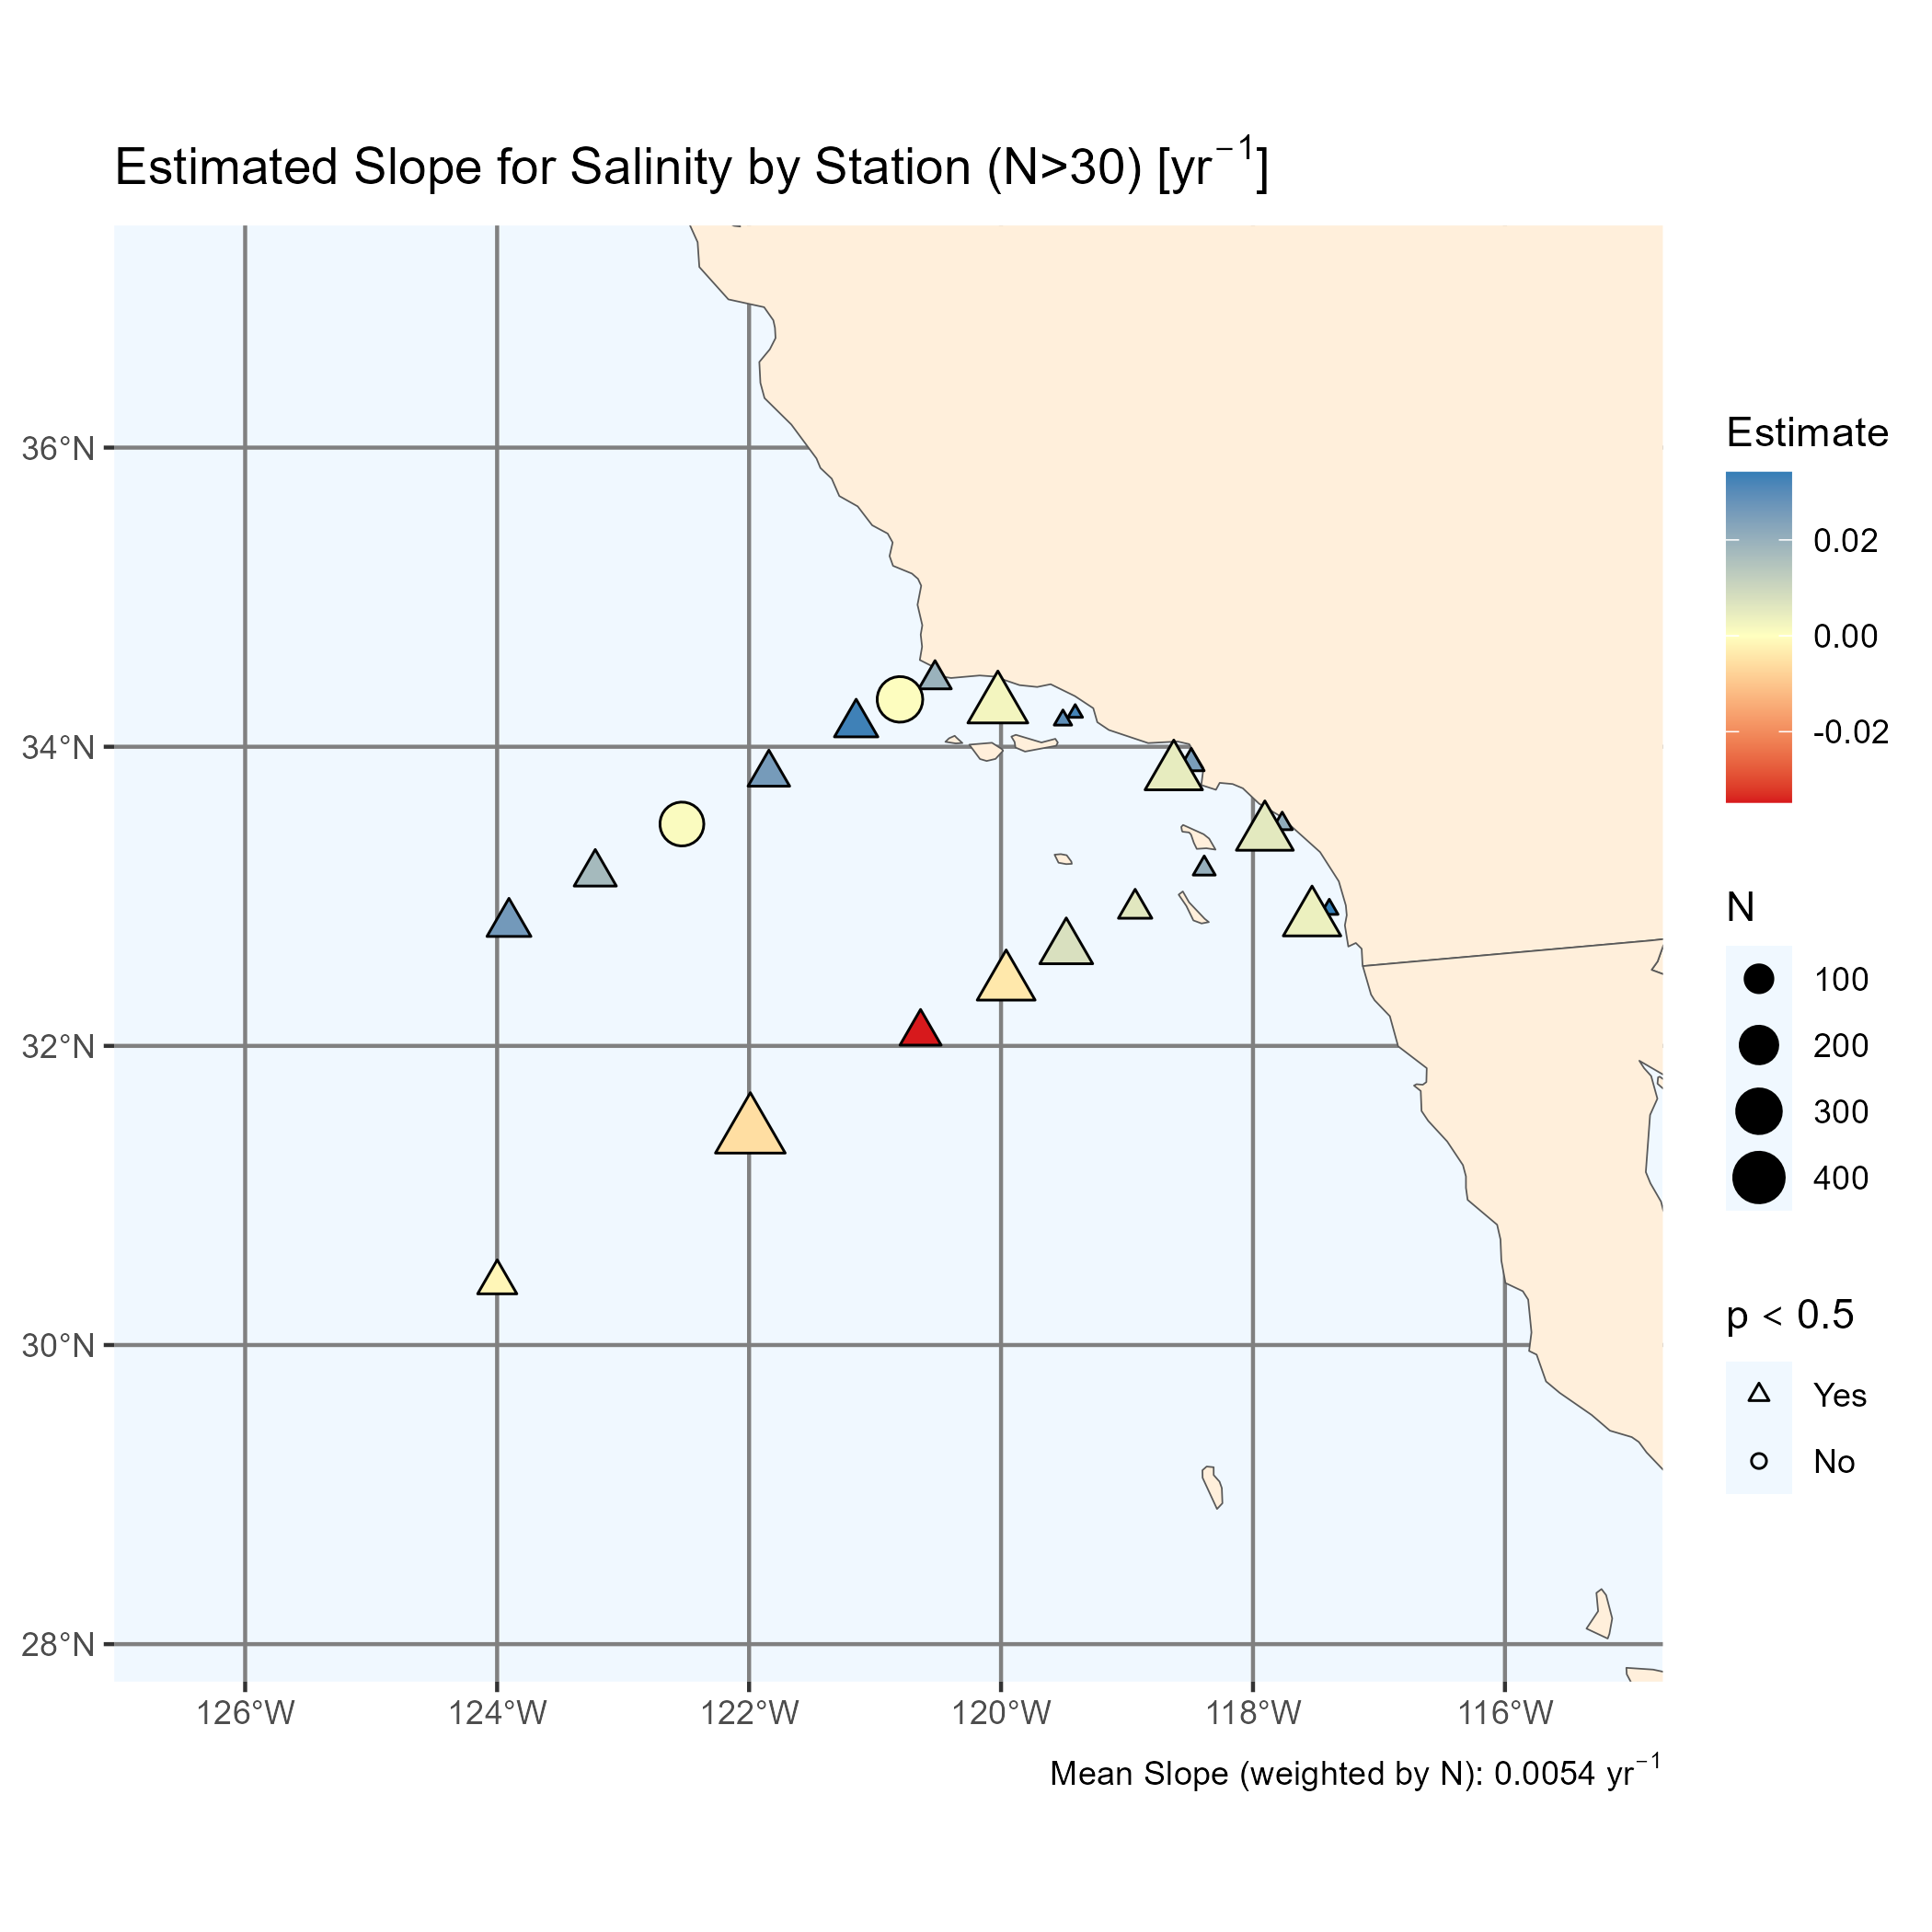 Estimated Slope for Salinity by Station (N>30) [yr⁻¹]
36°N
34°N
32°N
30°N
28°N
126°W 124°W 122°W 120°W 118°W 116°W
Mean Slope (weighted by N): 0.0054 yr⁻¹
Estimate
0.02
0.00
-0.02
N
100
200
300
400
p < 0.5
Yes
No